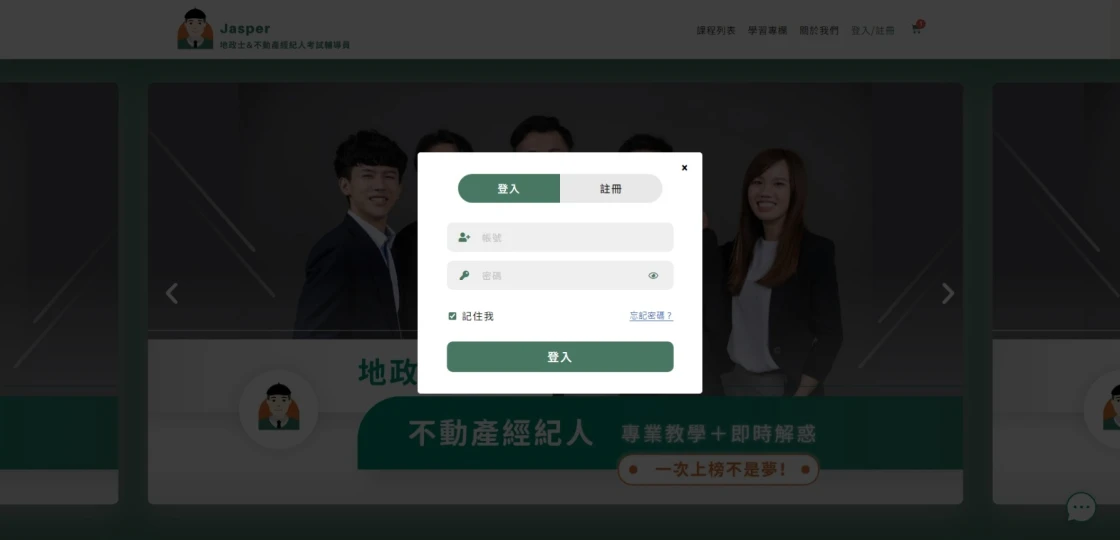 Jasper
地政士&不動產經紀人考試輔導員
課程列表
學習專欄
關於我們
登入/註冊
x
登入
註冊
帳號
密碼
記住我
忘記密碼？
登入
地政
不動產經紀人
專業教學＋即時解惑
一次上榜不是夢!